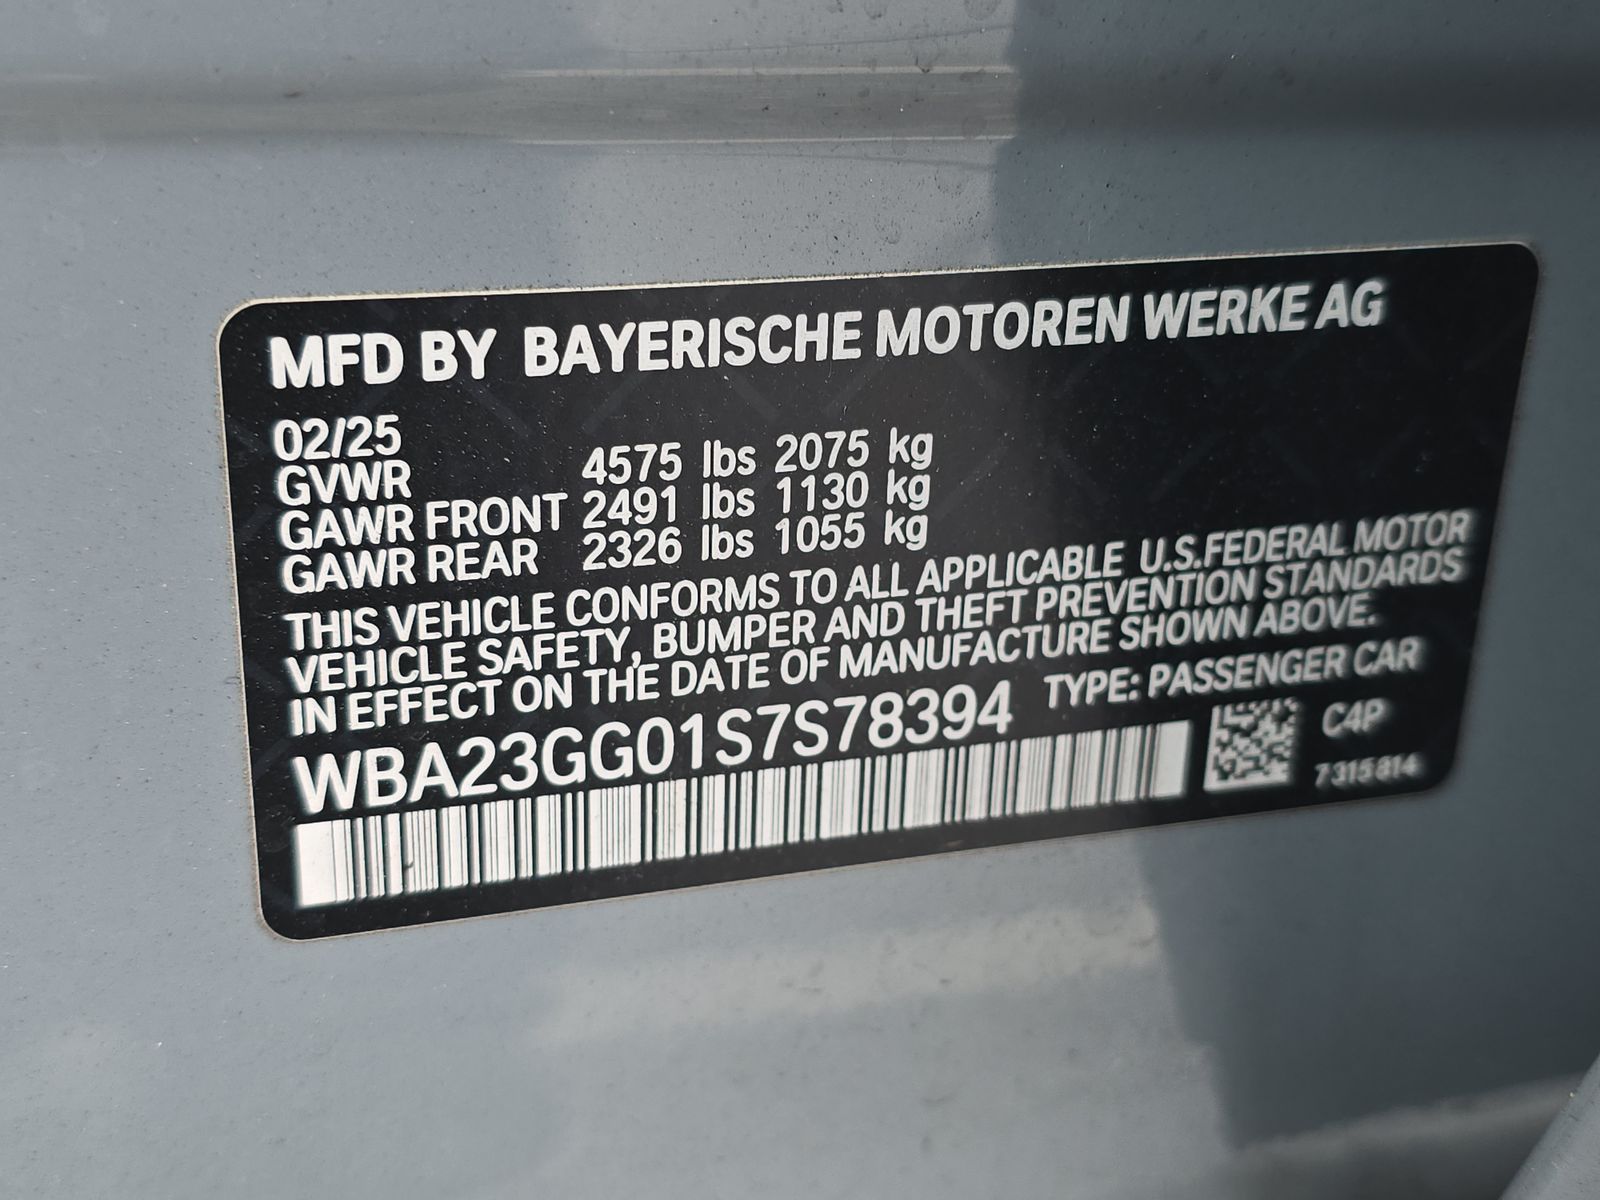 MFD BY BAYERISCHE MOTOREN WERKE AG
02/25
GVWR 4575 lbs 2075 kg
GAWR FRONT 2491 lbs 1130 kg
GAWR REAR 2326 lbs 1055 kg
THIS VEHICLE CONFORMS TO ALL APPLICABLE U.S.FEDERAL MOTOR
VEHICLE SAFETY, BUMPER AND THEFT PREVENTION STANDARDS
IN EFFECT ON THE DATE OF MANUFACTURE SHOWN ABOVE.
WBA23GG01S7S78394 TYPE: PASSENGER CAR
C4P
7315814